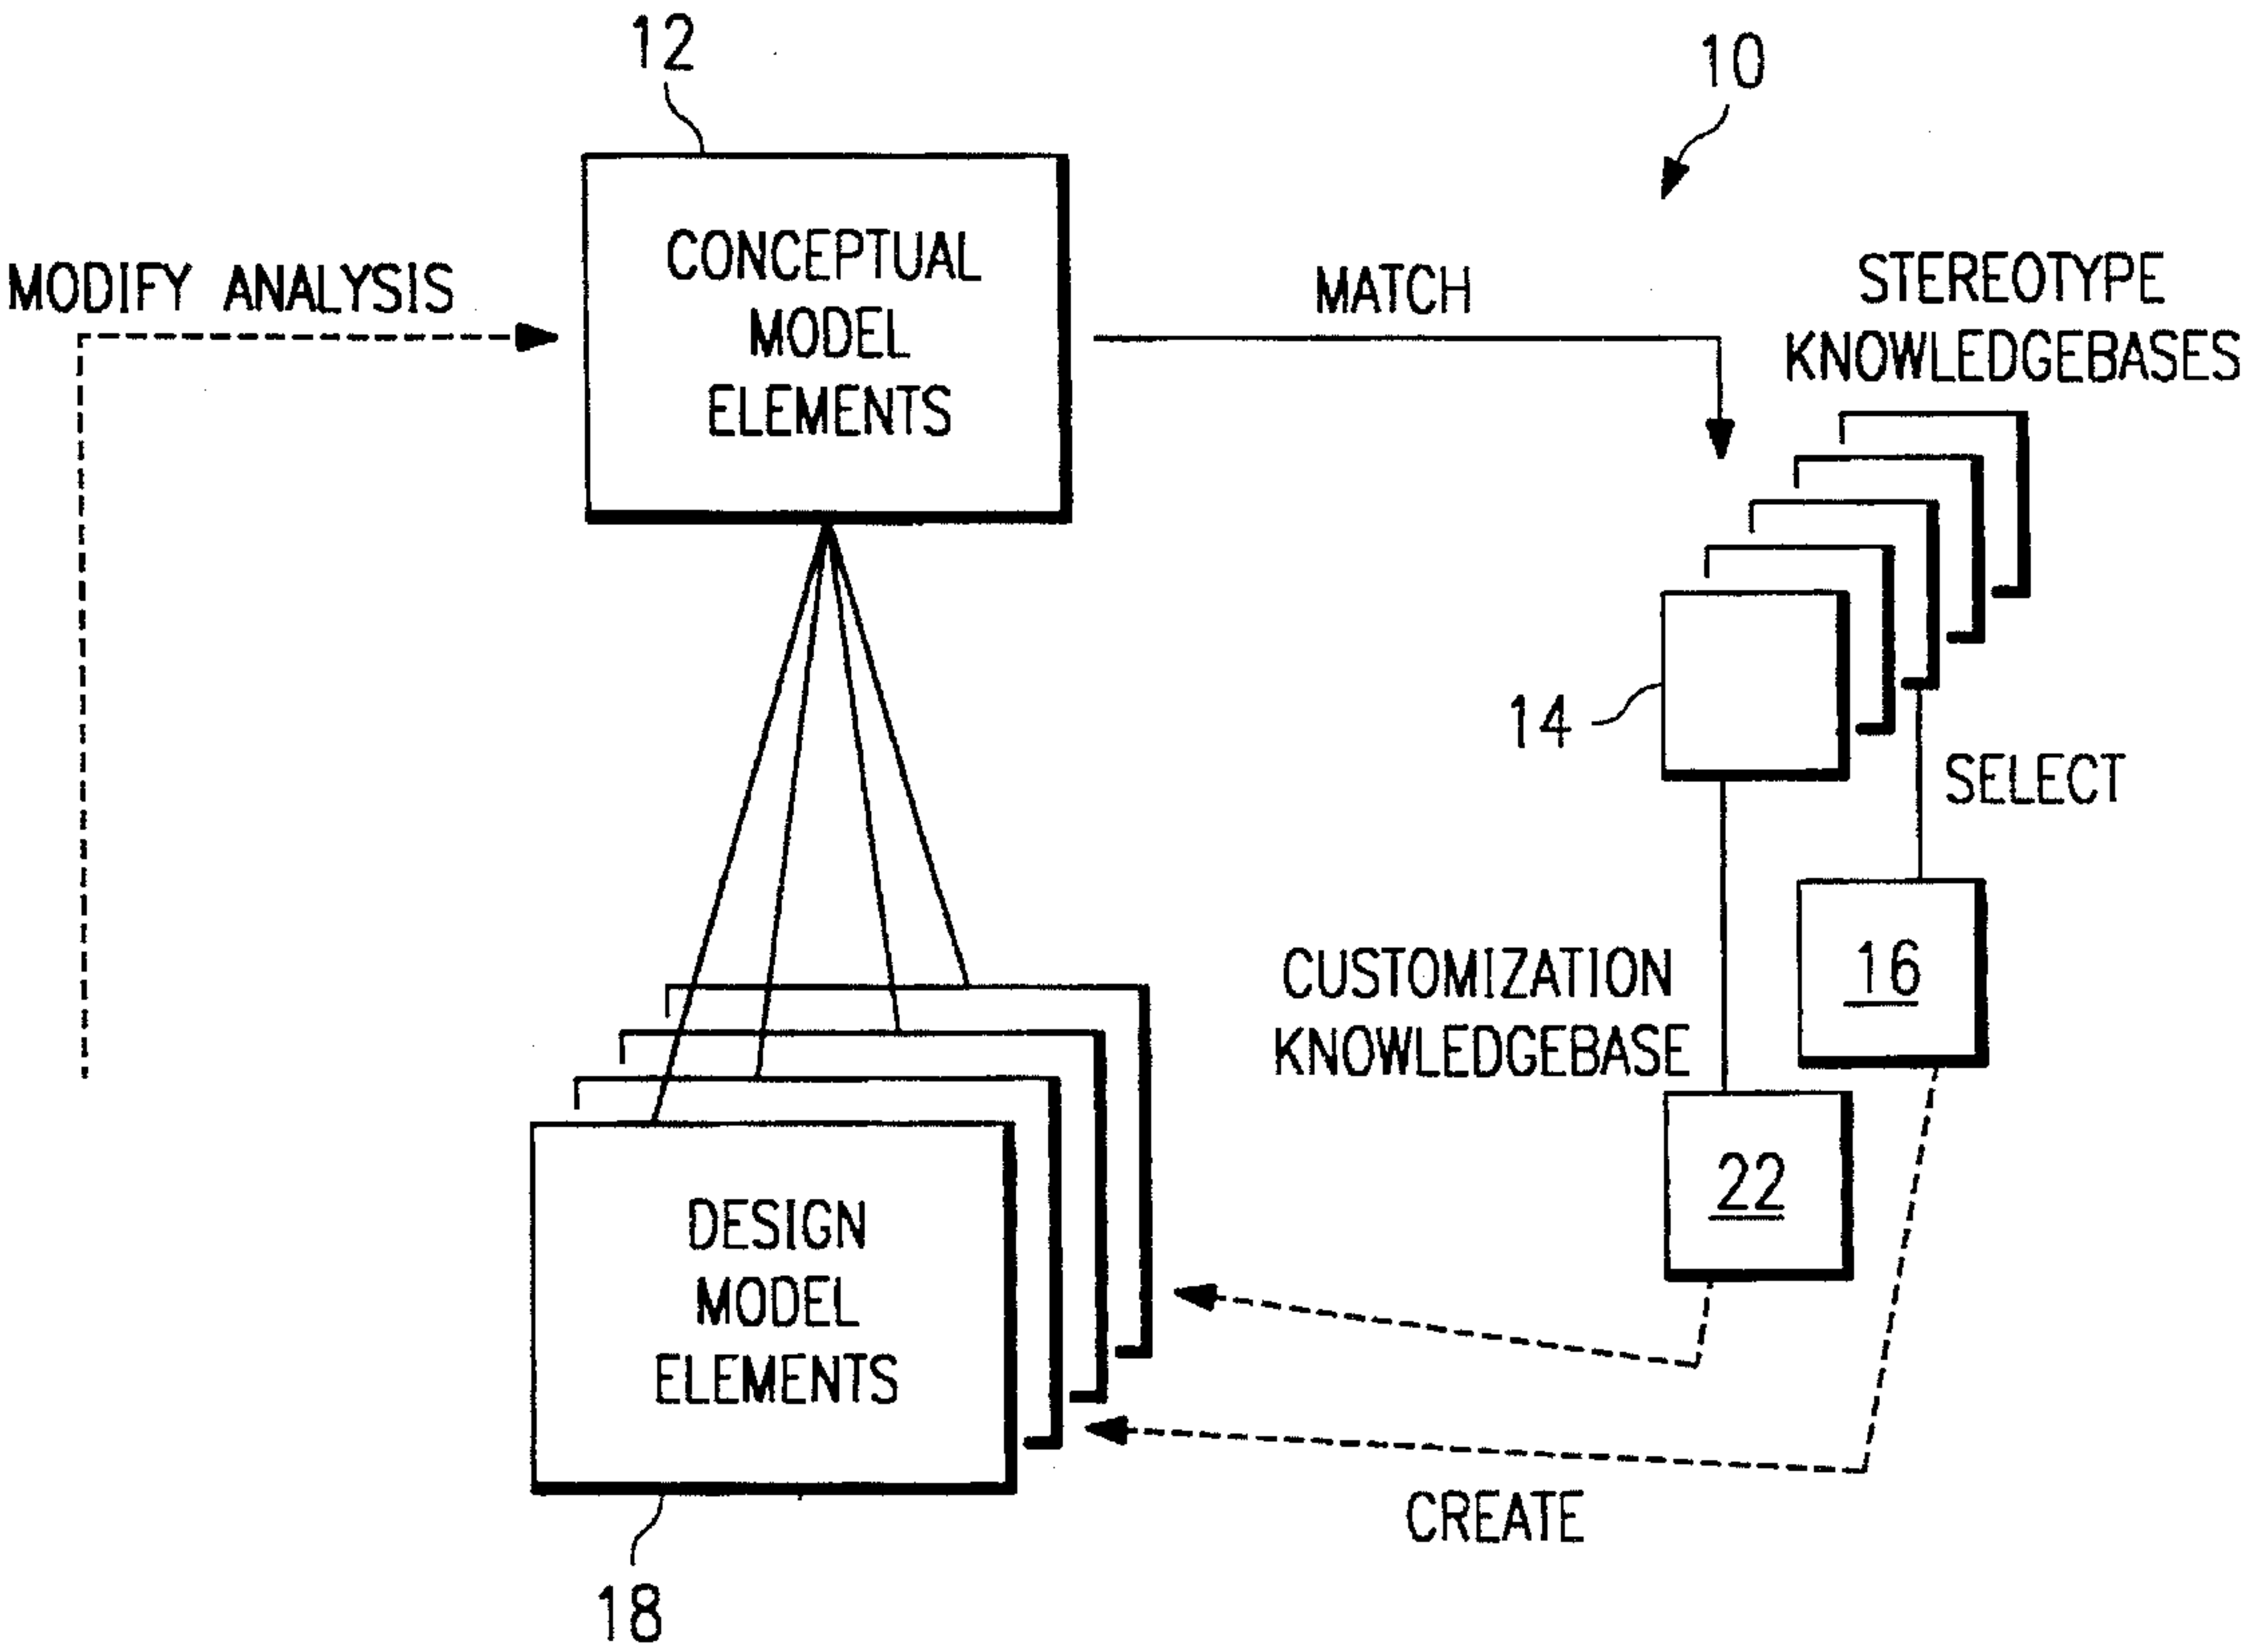 12
10
CONCEPTUAL
MODEL
ELEMENTS
MODIFY ANALYSIS
MATCH
STEREOTYPE
KNOWLEDGEBASES
14
SELECT
16
CUSTOMIZATION
KNOWLEDGEBASE
22
DESIGN
MODEL
ELEMENTS
CREATE
18